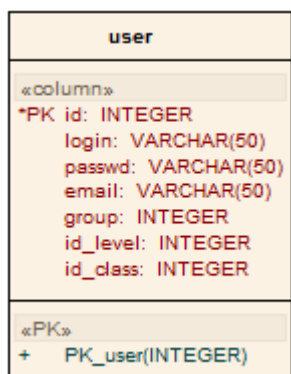 user
«column»
*PK id: INTEGER
login: VARCHAR(50)
passwd: VARCHAR(50)
email: VARCHAR(50)
group: INTEGER
id_level: INTEGER
id_class: INTEGER
«PK»
+ PK_user(INTEGER)